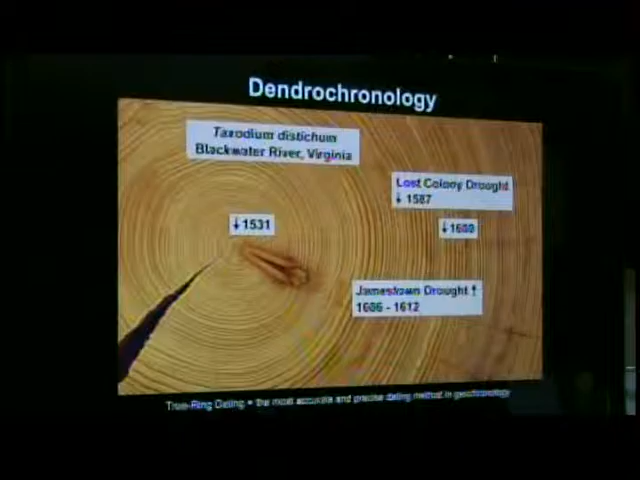 Dendrochronology
Taxodium distichum
Blackwater River, Virginia
Lost Colony Drought
↓ 1587
↓1531
↓1600
Jamestown Drought ↑
1606 - 1612
Tree-Ring Dating = the most accurate and precise dating method in geochronology